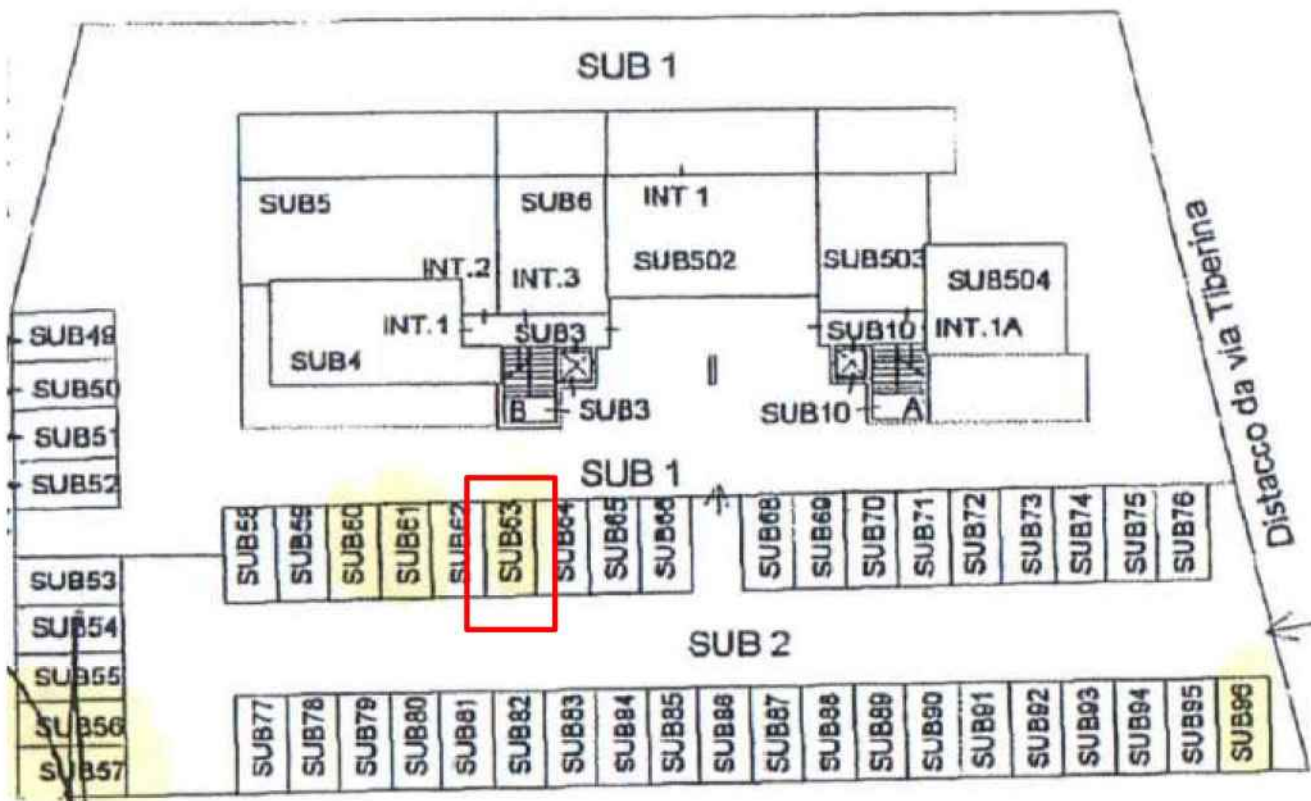 SUB 1
SUB5
SUB6
INT 1
SUB502
SUB503
SUB504
INT.2
INT.3
INT.1
SUB3
SUB10
INT.1A
SUB4
B
SUB3
SUB10
A
Distacco da via Tiberina
SUB49
SUB50
SUB51
SUB52
SUB 1
SUB58
SUB59
SUB60
SUB61
SUB62
SUB63
SUB64
SUB65
SUB66
SUB68
SUB69
SUB70
SUB71
SUB72
SUB73
SUB74
SUB75
SUB76
SUB53
SUB54
SUB55
SUB56
SUB57
SUB 2
SUB77
SUB78
SUB79
SUB80
SUB81
SUB82
SUB83
SUB94
SUB85
SUB86
SUB87
SUB88
SUB89
SUB90
SUB91
SUB92
SUB93
SUB94
SUB95
SUB96